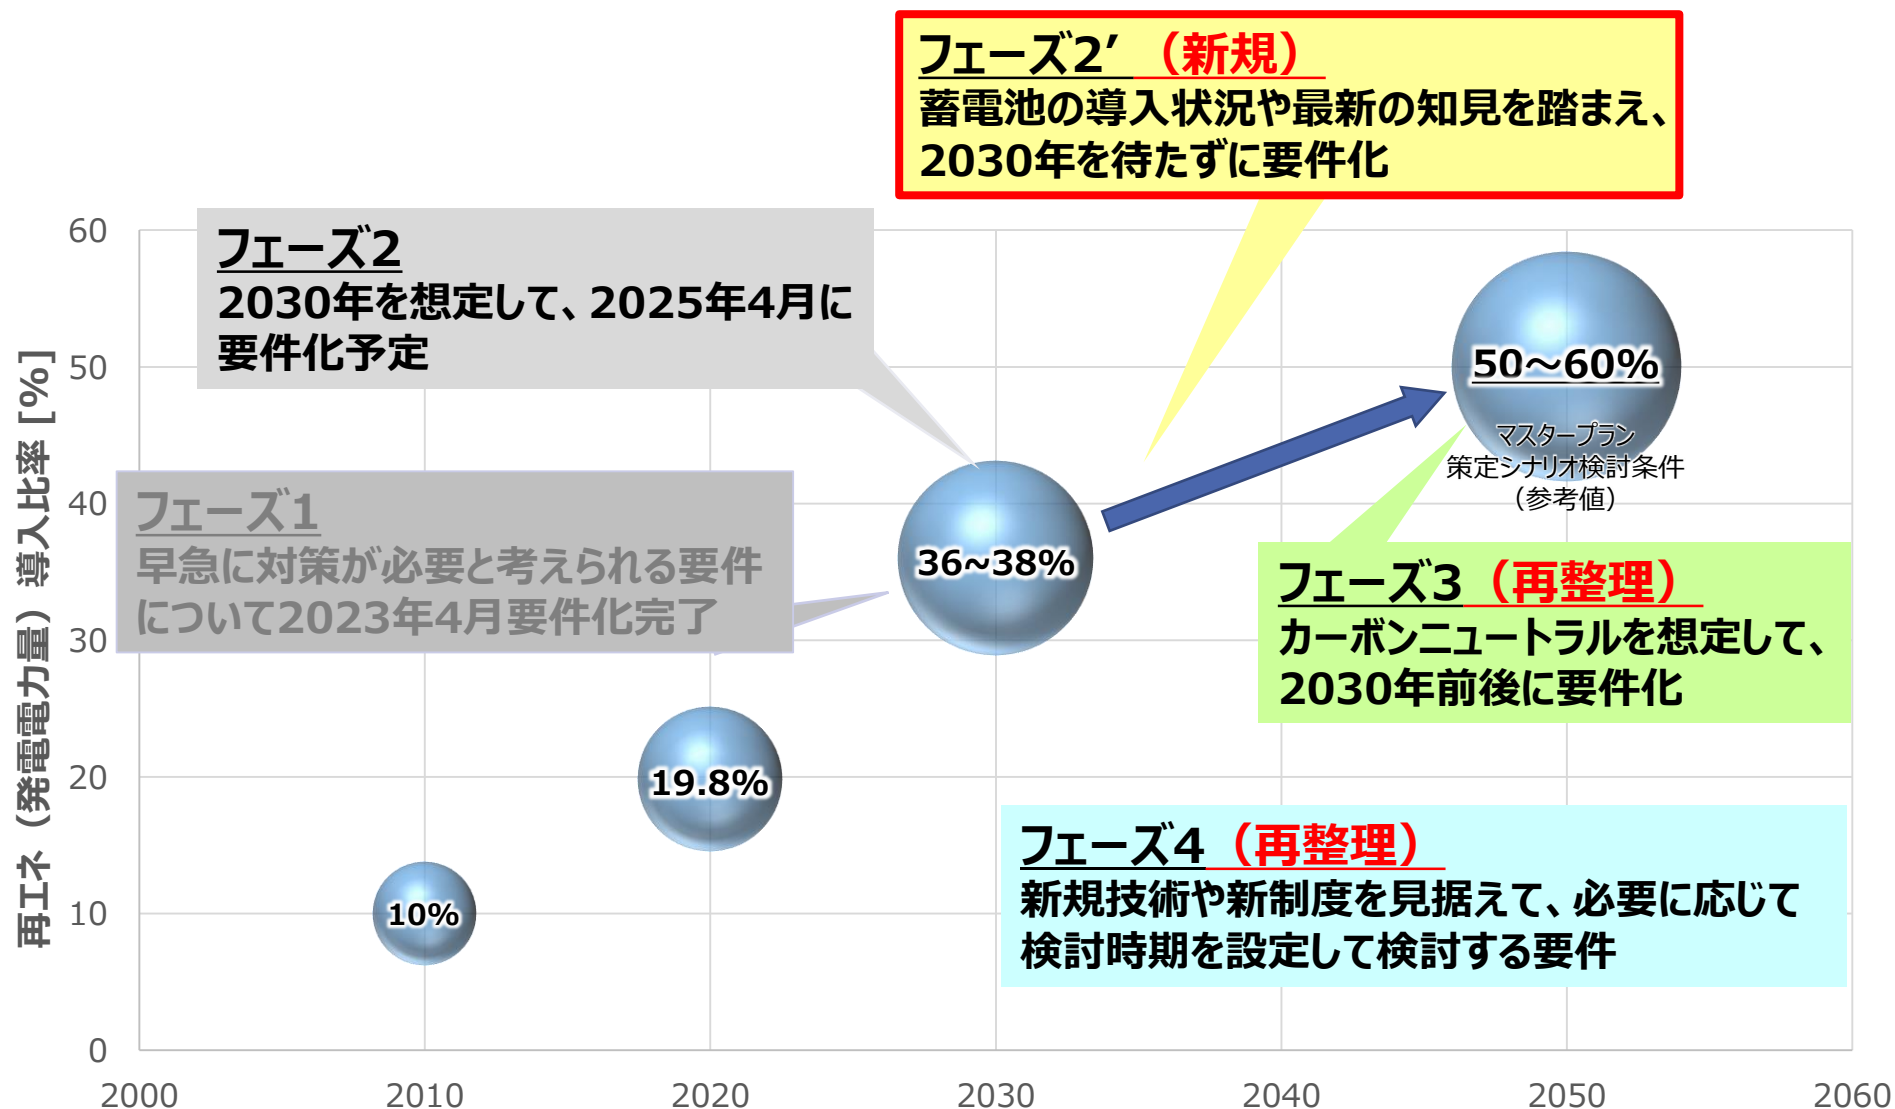 フェーズ2′（新規）
蓄電池の導入状況や最新の知見を踏まえ、
2030年を待たずに要件化
フェーズ2
2030年を想定して、2025年4月に
要件化予定
フェーズ1
早急に対策が必要と考えられる要件
について2023年4月要件化完了
50～60%
マスタープラン
策定シナリオ検討条件
（参考値）
36~38%
フェーズ3（再整理）
カーボンニュートラルを想定して、
2030年前後に要件化
19.8%
10%
フェーズ4（再整理）
新規技術や新制度を見据えて、必要に応じて
検討時期を設定して検討する要件
再エネ（発電電力量）導入比率 [%]
60
50
40
30
20
10
0
2000
2010
2020
2030
2040
2050
2060